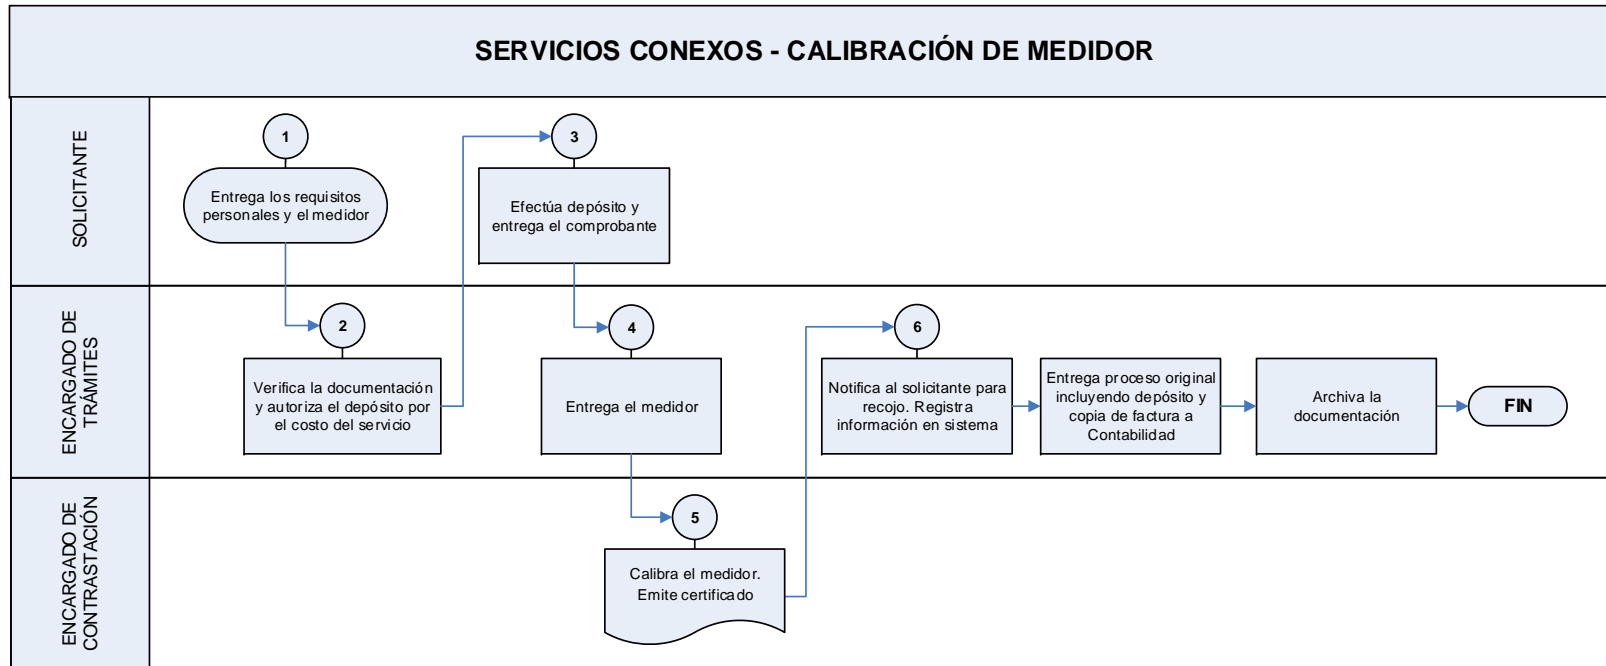 SERVICIOS CONEXOS - CALIBRACIÓN DE MEDIDOR
SOLICITANTE
1
Entrega los requisitos
personales y el medidor
3
Efectúa depósito y
entrega el comprobante
ENCARGADO DE
TRÁMITES
2
Verifica la documentación
y autoriza el depósito por
el costo del servicio
4
Entrega el medidor
6
Notifica al solicitante para
recojo. Registra
información en sistema
Entrega proceso original
incluyendo depósito y
copia de factura a
Contabilidad
Archiva la
documentación
FIN
ENCARGADO DE
CONTRASTACIÓN
5
Calibra el medidor.
Emite certificado